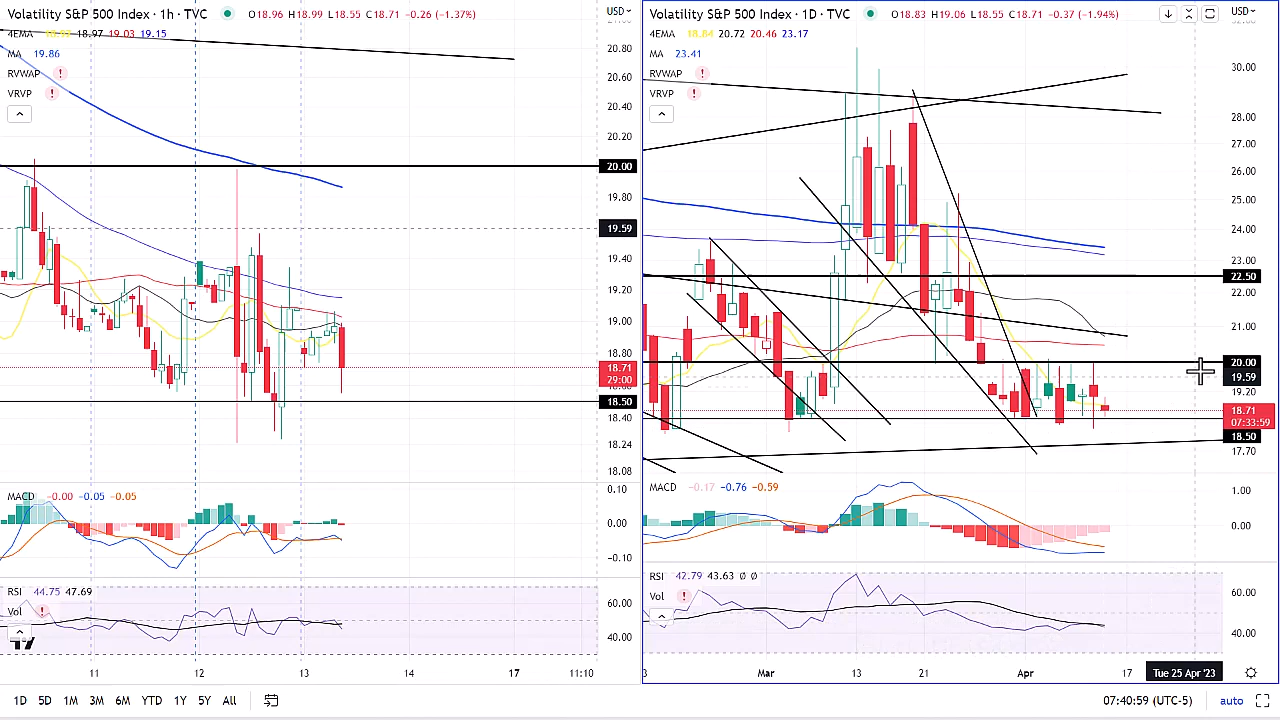 Volatility S&P 500 Index · 1h · TVC O18.96 H18.99 L18.55 C18.71 −0.26 (−1.37%) USD
4EMA 18.97 19.03 19.15
MA 19.86
RVWAP !
VRVP !
20.80
20.60
20.40
20.20
20.00
19.80
19.59
19.40
19.20
19.00
18.80
18.71
29:00
18.50
18.40
18.24
18.08
MACD −0.00 −0.05 −0.05
0.10
0.00
−0.10
RSI 44.75 47.69
Vol !
60.00
40.00
11 12 13 14 17 11:10
Volatility S&P 500 Index · 1D · TVC O18.83 H19.06 L18.55 C18.71 −0.37 (−1.94%) USD
4EMA 18.84 20.72 20.46 23.17
MA 23.41
RVWAP !
VRVP !
30.00
28.00
27.00
26.00
25.00
24.00
23.00
22.50
22.00
21.00
20.00
19.59
19.20
18.71
07:33:59
18.50
17.70
MACD −0.17 −0.76 −0.59
1.00
0.00
RSI 42.79 43.63 Ø Ø
Vol !
60.00
40.00
3 Mar 13 21 Apr 17 Tue 25 Apr '23
1D 5D 1M 3M 6M YTD 1Y 5Y All 07:40:59 (UTC-5) auto